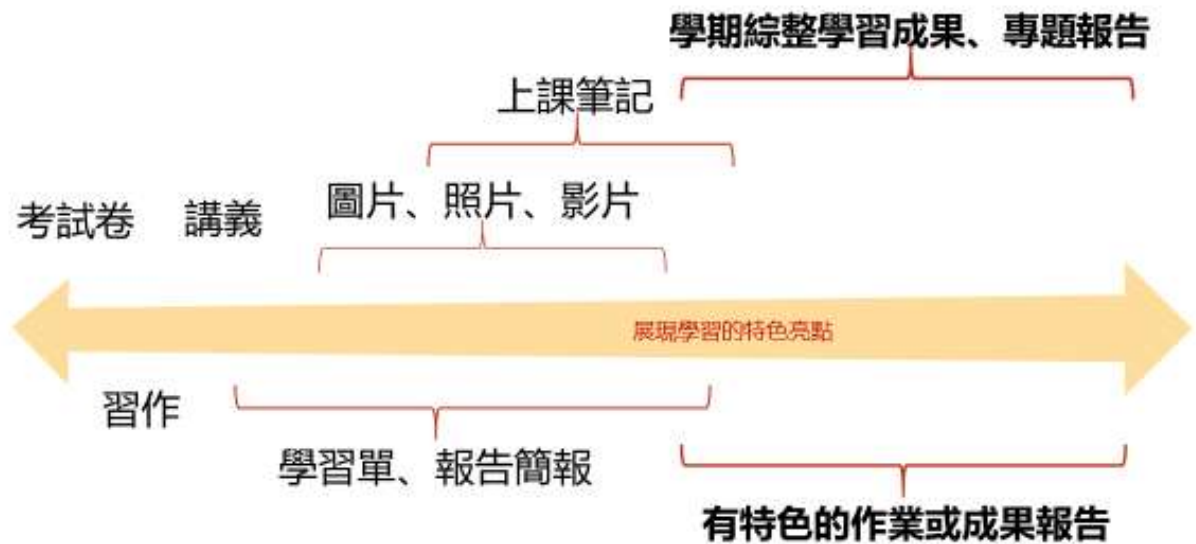 學期綜整學習成果、專題報告
上課筆記
圖片、照片、影片
考試卷 講義
展現學習的特色亮點
習作
學習單、報告簡報
有特色的作業或成果報告